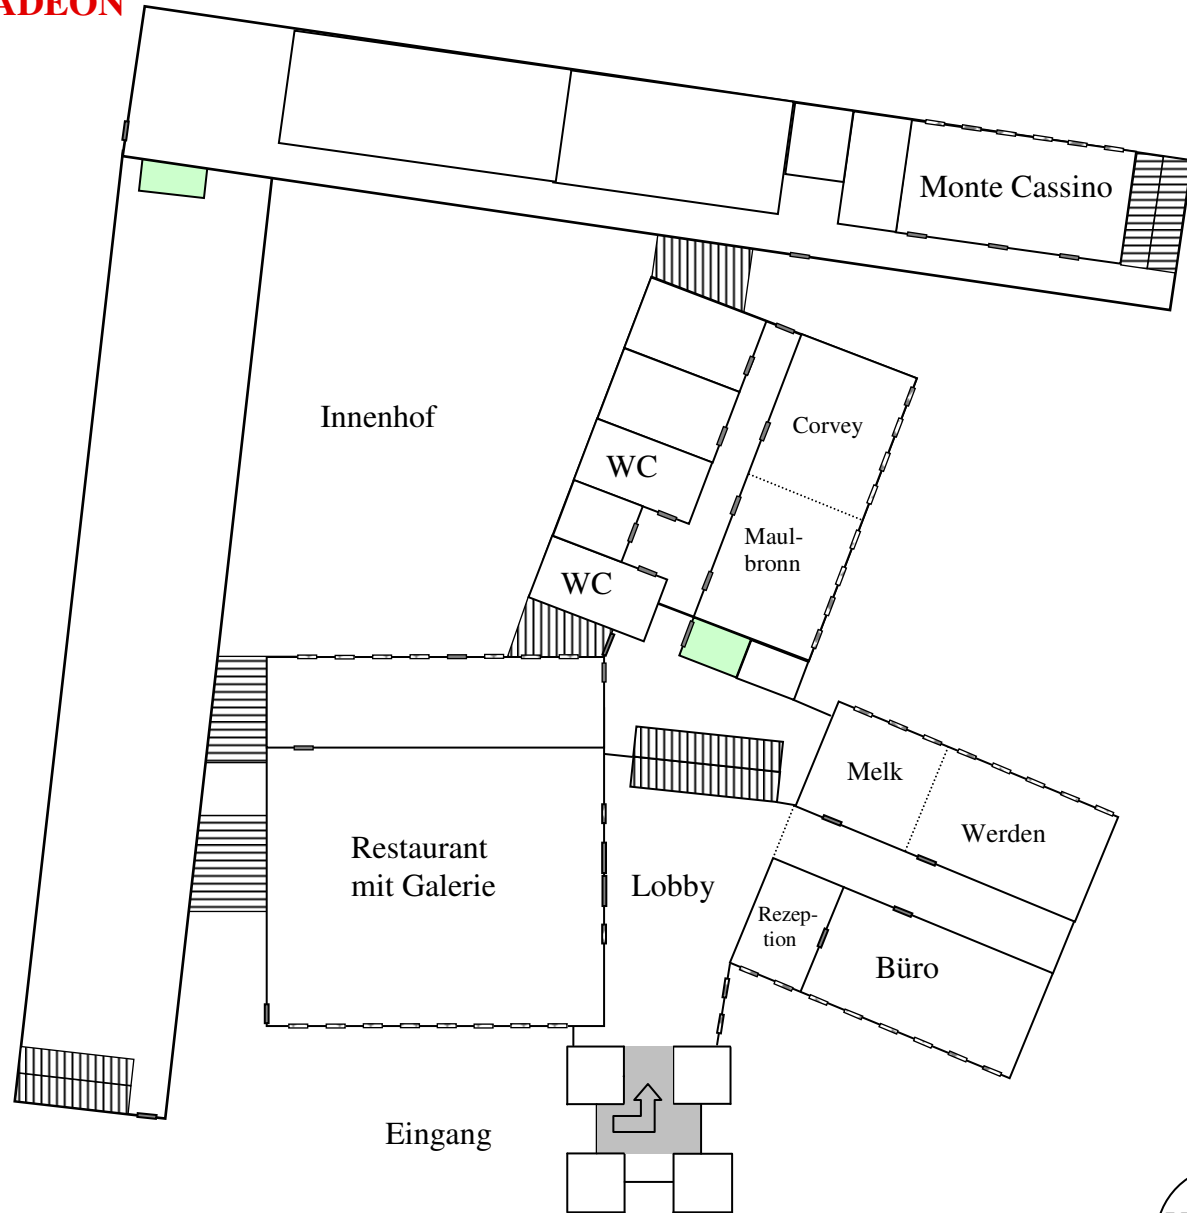 ADEON
Monte Cassino
Innenhof
Corvey
WC
Maul-
bronn
WC
Melk
Werden
Restaurant
mit Galerie
Lobby
Rezep-
tion
Büro
Eingang